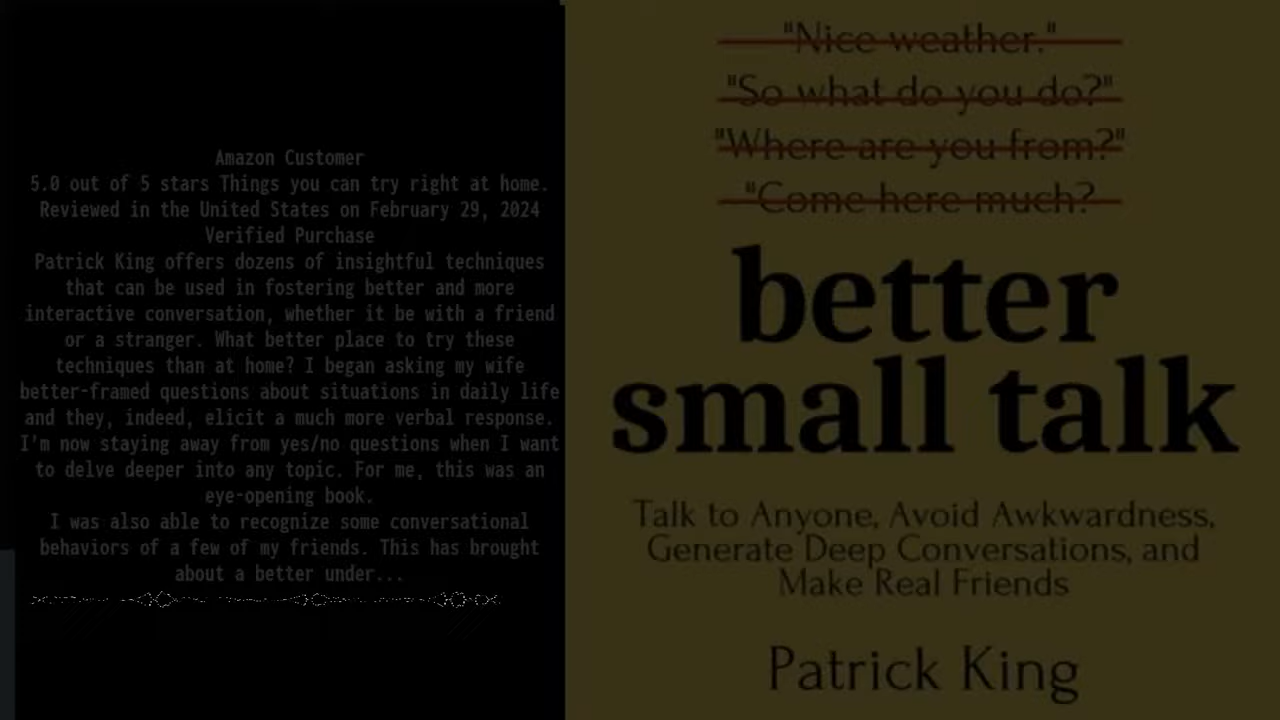 Amazon Customer
5.0 out of 5 stars Things you can try right at home.
Reviewed in the United States on February 29, 2024
Verified Purchase
Patrick King offers dozens of insightful techniques
that can be used in fostering better and more
interactive conversation, whether it be with a friend
or a stranger. What better place to try these
techniques than at home? I began asking my wife
better-framed questions about situations in daily life
and they, indeed, elicit a much more verbal response.
I'm now staying away from yes/no questions when I want
to delve deeper into any topic. For me, this was an
eye-opening book.
I was also able to recognize some conversational
behaviors of a few of my friends. This has brought
about a better under...
"Nice weather."
"So what do you do?"
"Where are you from?"
"Come here much?
better
small talk
Talk to Anyone, Avoid Awkwardness,
Generate Deep Conversations, and
Make Real Friends
Patrick King